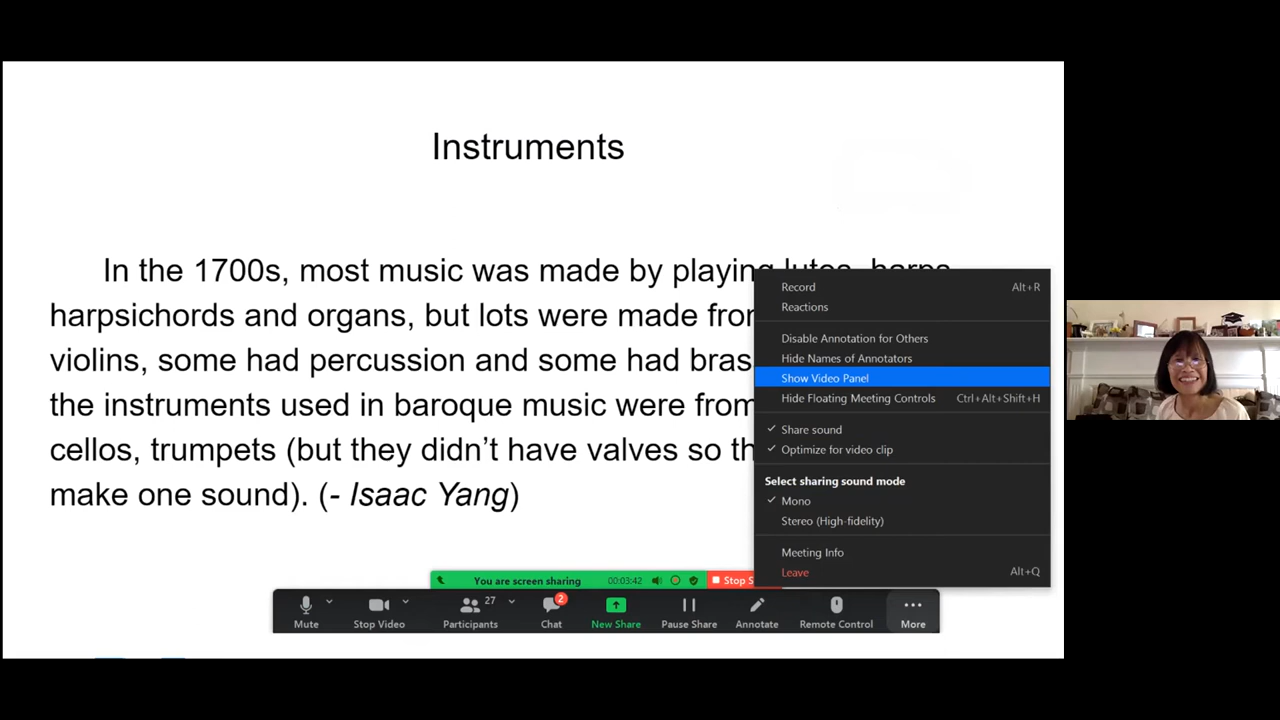 Instruments
In the 1700s, most music was made by playing lutes, harps,
harpsichords and organs, but lots were made from
violins, some had percussion and some had brass
the instruments used in baroque music were from
cellos, trumpets (but they didn’t have valves so
make one sound). (- Isaac Yang)
Record Alt+R
Reactions
Disable Annotation for Others
Hide Names of Annotators
Show Video Panel
Hide Floating Meeting Controls Ctrl+Alt+Shift+H
Share sound
Optimize for video clip
Select sharing sound mode
Mono
Stereo (High-fidelity)
Meeting Info
Leave Alt+Q
You are screen sharing 00:03:42 Stop S
Mute Stop Video Participants 27 Chat 2 New Share Pause Share Annotate Remote Control More